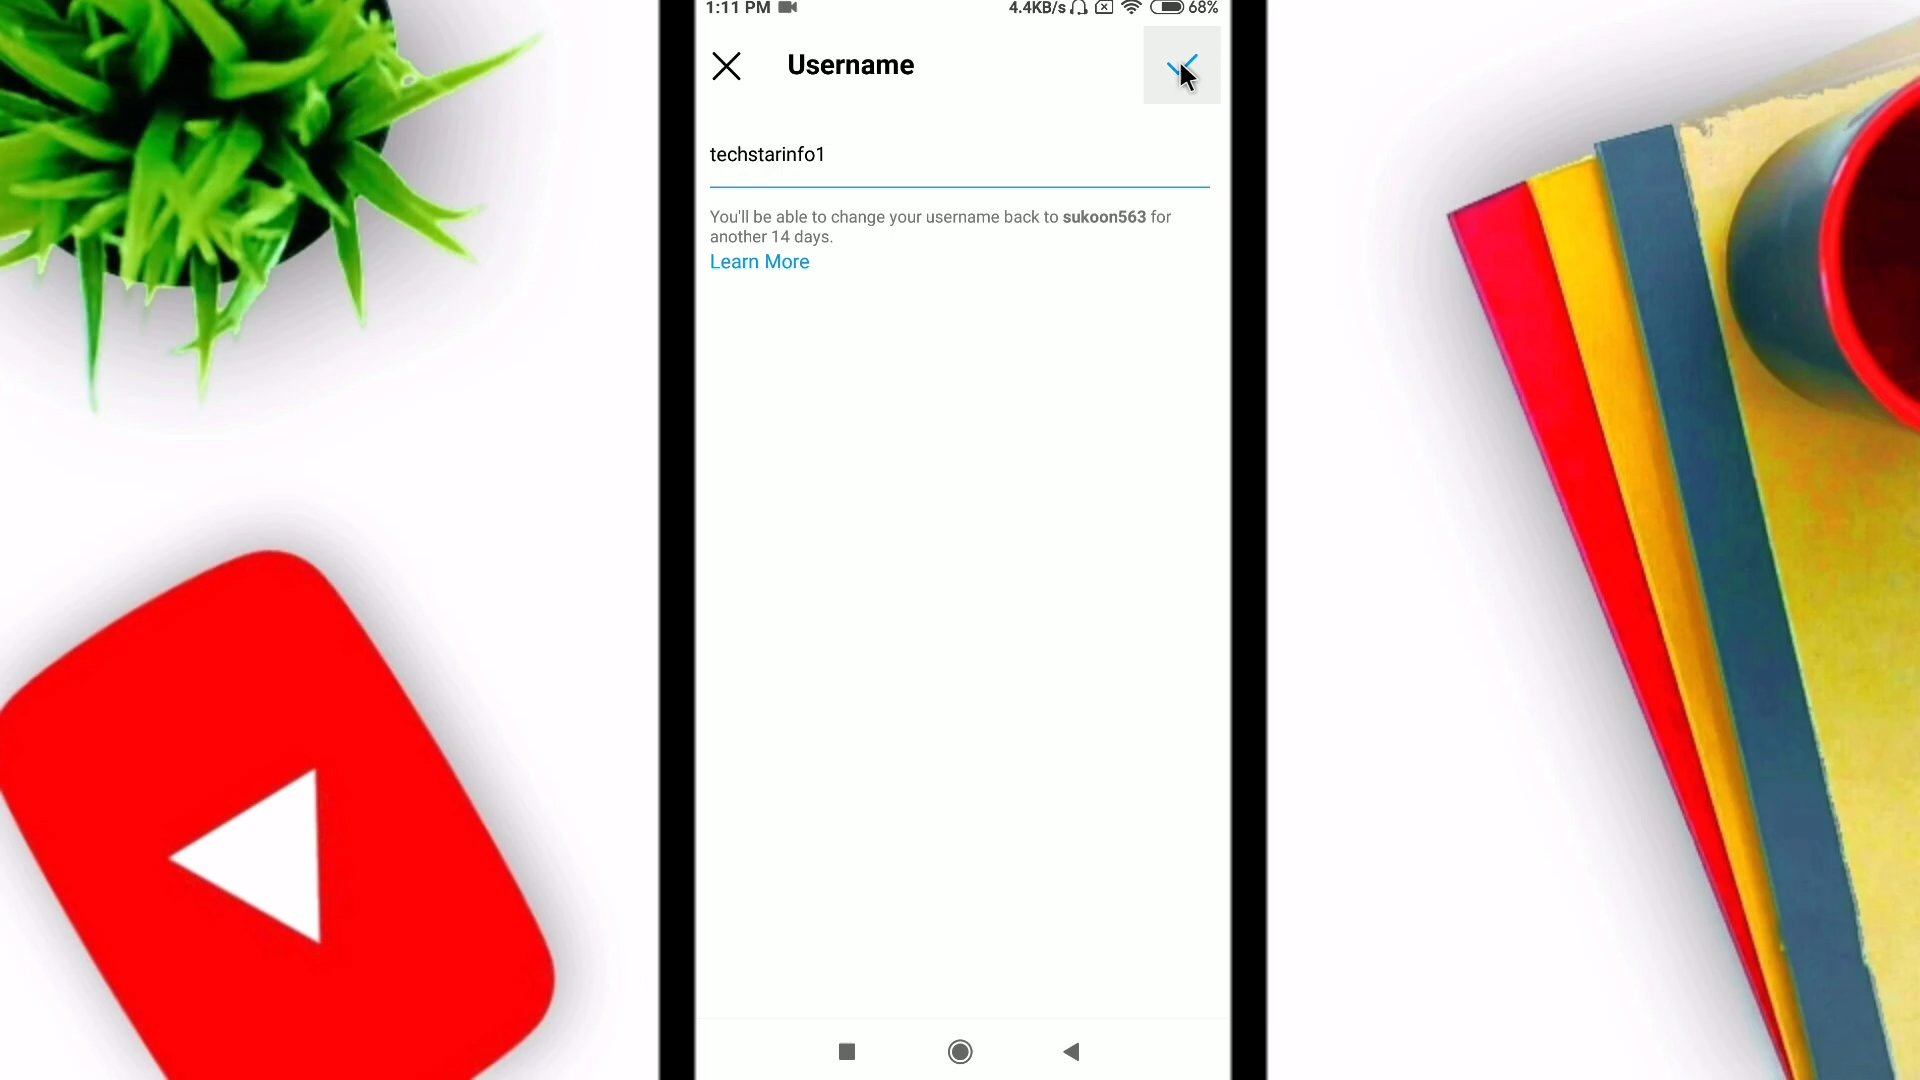 1:11 PM 4.4KB/s 68%
Username
techstarinfo1
You'll be able to change your username back to sukoon563 for
another 14 days.
Learn More